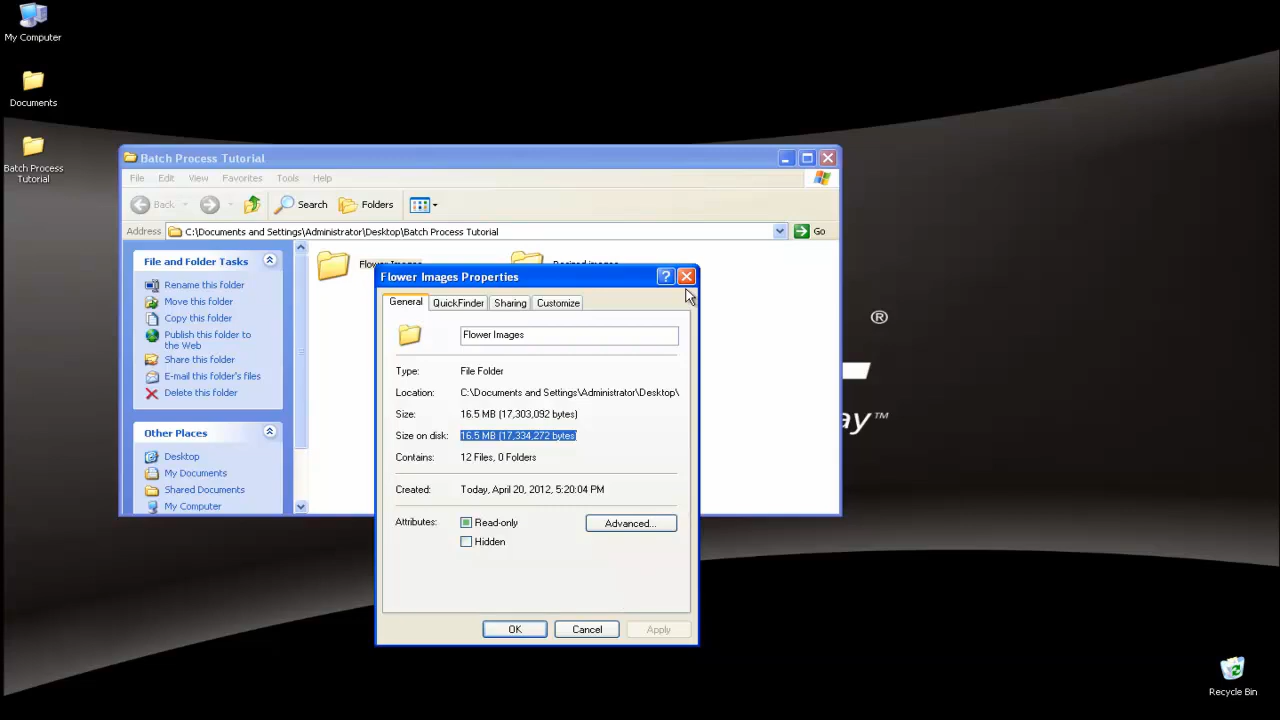 My Computer
Documents
Batch Process
Tutorial
Batch Process Tutorial
File Edit View Favorites Tools Help
Back Search Folders
Address C:\Documents and Settings\Administrator\Desktop\Batch Process Tutorial Go
File and Folder Tasks
Rename this folder
Move this folder
Copy this folder
Publish this folder to
the Web
Share this folder
E-mail this folder's files
Delete this folder
Other Places
Desktop
My Documents
Shared Documents
My Computer
Flower Images
Flower Images Properties
General QuickFinder Sharing Customize
Flower Images
Type: File Folder
Location: C:\Documents and Settings\Administrator\Desktop\
Size: 16.5 MB (17,303,092 bytes)
Size on disk: 16.5 MB (17,334,272 bytes)
Contains: 12 Files, 0 Folders
Created: Today, April 20, 2012, 5:20:04 PM
Attributes: Read-only Advanced...
Hidden
OK Cancel Apply
®
ay™
Recycle Bin